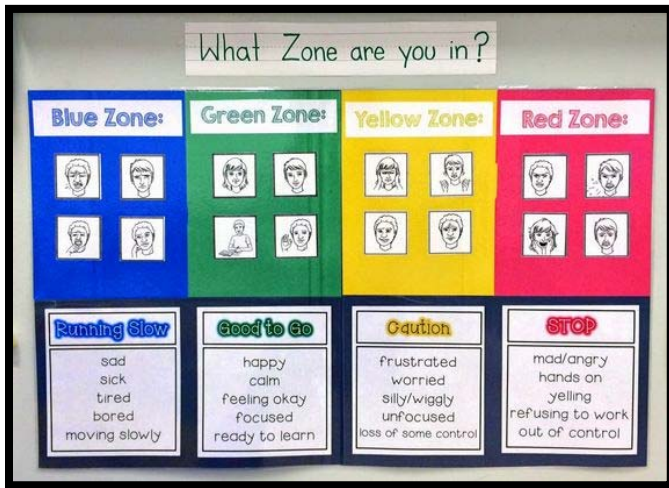 What Zone are you in?
Blue Zone:
Green Zone:
Yellow Zone:
Red Zone:
Running Slow
sad
sick
tired
bored
moving slowly
Good to Go
happy
calm
feeling okay
focused
ready to learn
Caution
frustrated
worried
silly/wiggly
unfocused
loss of some control
STOP
mad/angry
hands on
yelling
refusing to work
out of control